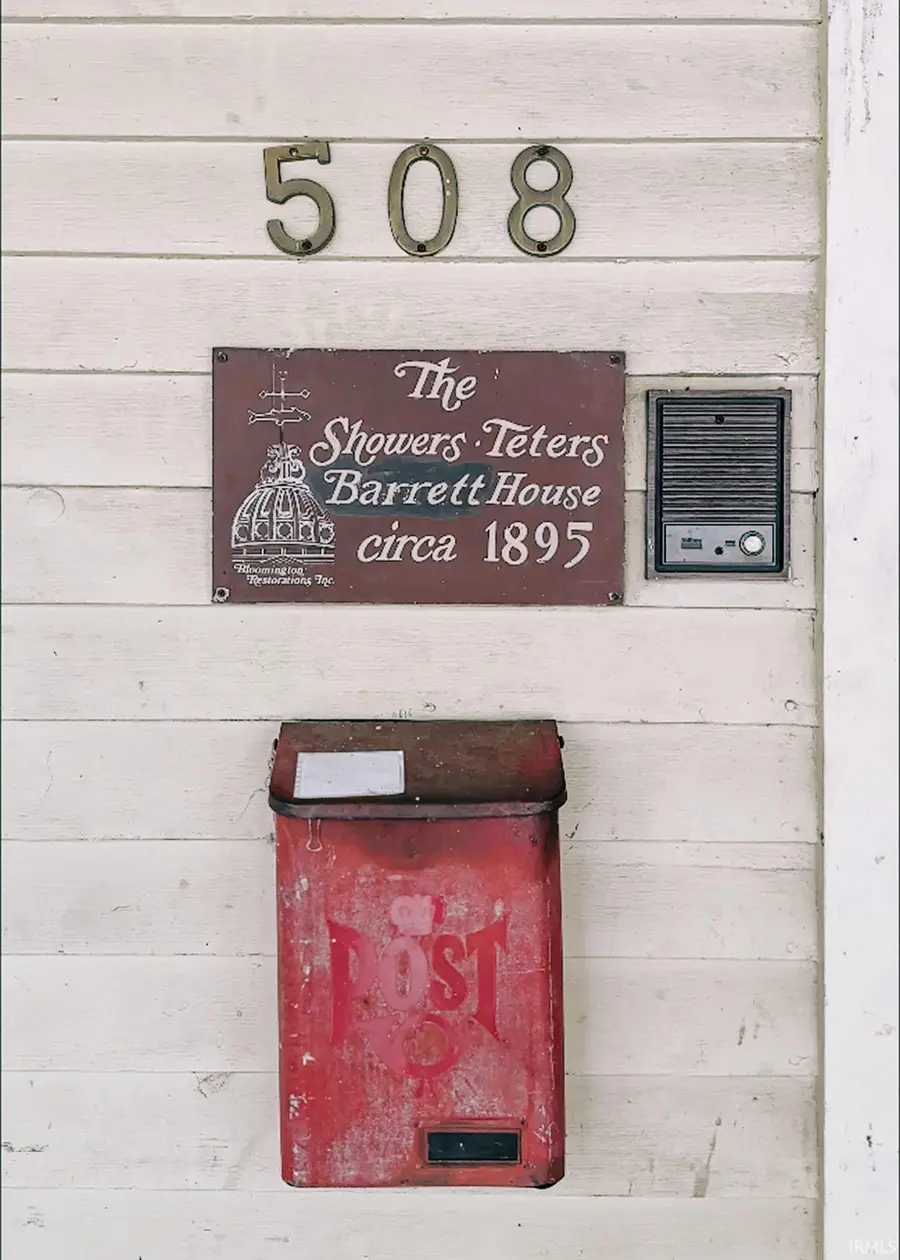 508
The
Showers · Teters
Barrett House
circa 1895
Bloomington
Restorations, Inc.
POST
IRMLS